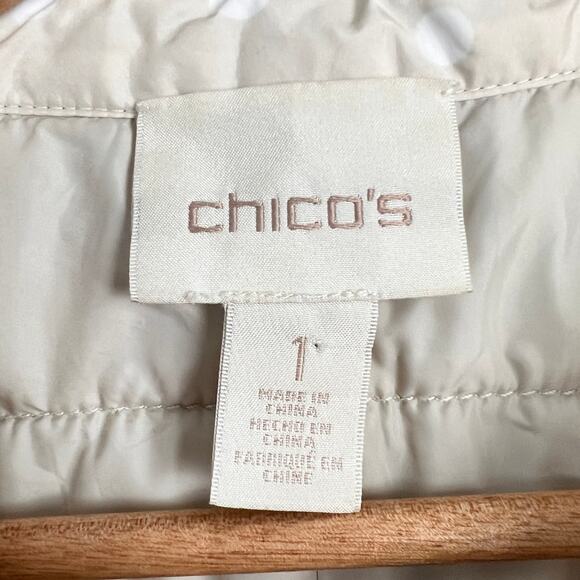 chico's
1
MADE IN
CHINA
HECHO EN
CHINA
FABRIQUÉ EN
CHINE